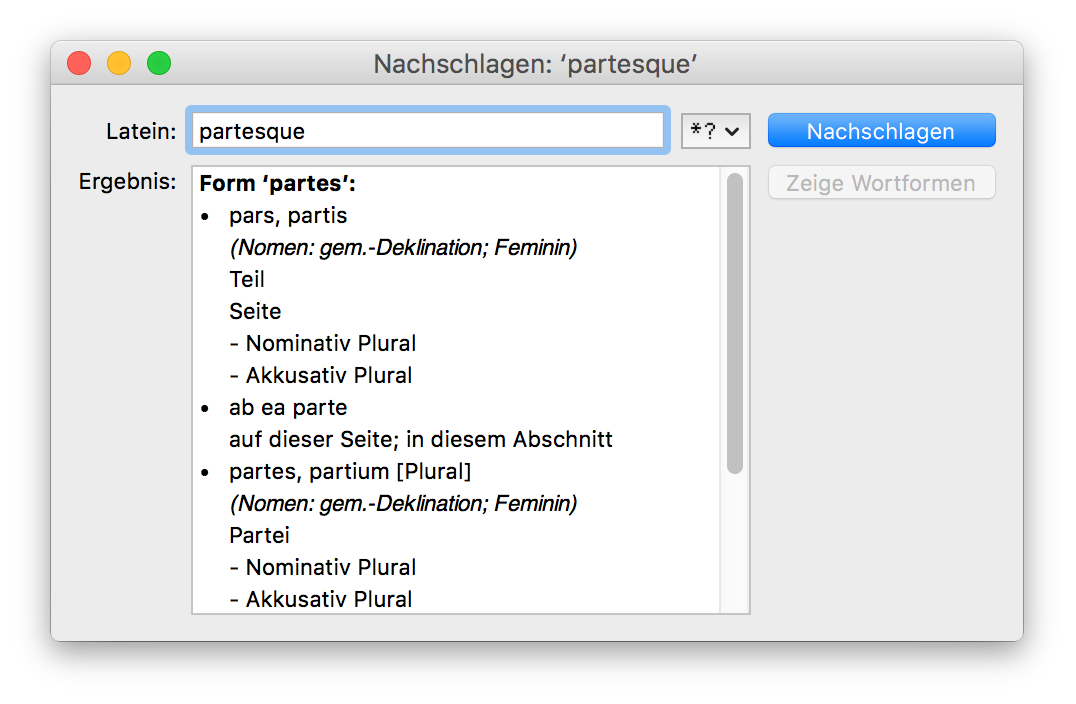 Nachschlagen: ‘partesque’
Latein: partesque *? Nachschlagen
Ergebnis: Zeige Wortformen
Form ‘partes’:
• pars, partis
(Nomen: gem.-Deklination; Feminin)
Teil
Seite
- Nominativ Plural
- Akkusativ Plural
• ab ea parte
auf dieser Seite; in diesem Abschnitt
• partes, partium [Plural]
(Nomen: gem.-Deklination; Feminin)
Partei
- Nominativ Plural
- Akkusativ Plural